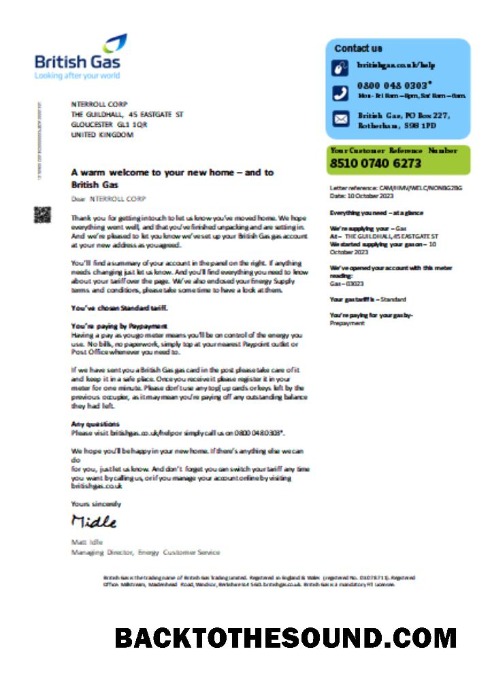 British Gas
Looking after your world
NTERROLL CORP
THE GUILDHALL, 45 EASTGATE ST
GLOUCESTER GL1 1QR
UNITED KINGDOM
A warm welcome to your new home – and to
British Gas
Dear NTERROLL CORP
Thank you for getting in touch to let us know you've moved home. We hope
everything went well, and that you've finished unpacking and are setting in.
And we're pleased to let you know we've set up your British Gas gas account
at your new address as you agreed.
You'll find a summary of your account in the panel on the right. If anything
needs changing just let us know. And you'll find everything you need to know
about your tariff over the page. We've also enclosed your Energy Supply
terms and conditions, please take some time to have a look at them.
You've chosen Standard tariff.
You're paying by Paypayment
Having a pay as you go meter means you'll be on control of the energy you
use. No bills, no paperwork, simply top at your nearest Paypoint outlet or
Post Office whenever you need to.
If we have sent you a British Gas gas card in the post please take care of it
and keep it in a safe place. Once you receive it please register it in your
meter for one minute. Please don't use any top[ up cards or keys left by the
previous occupier, as it may mean you're paying off any outstanding balance
they had left.
Any questions
Please visit britishgas.co.uk/help or simply call us on 0800 048 0303*.
We hope you'll be happy in your new home. If there's anything else we can
do
for you, just let us know. And don't forget you can switch your tariff any time
you want by calling us, or if you manage your account online by visiting
britishgas.co.uk
Yours sincerely
Midle
Matt Idle
Managing Director, Energy Customer Service
Contact us
britishgas.co.uk/help
0800 048 0303*
Mon - Fri 8am – 8pm, Sat 8am – 6pm.
British Gas, PO Box 227,
Rotherham, S98 1PD
Your Customer Reference Number
8510 0740 6273
Letter reference: CAM/HMV/WELC/NONBG29G
Date: 10 October 2023
Everything you need – at a glance
We're supplying your – Gas
At – THE GUILDHALL, 45 EASTGATE ST
We started supplying your gas on – 10
October 2023
We've opened your account with this meter
reading:
Gas – 03023
Your gas tariff is – Standard
You're paying for your gas by-
Prepayment
British Gas is the trading name of British Gas Trading Limited. Registered in England & Wales (registered No. 03078711). Registered
Office Millstream, Maidenhead Road, Windsor, Berkshire
BACKTOTHESOUND.COM